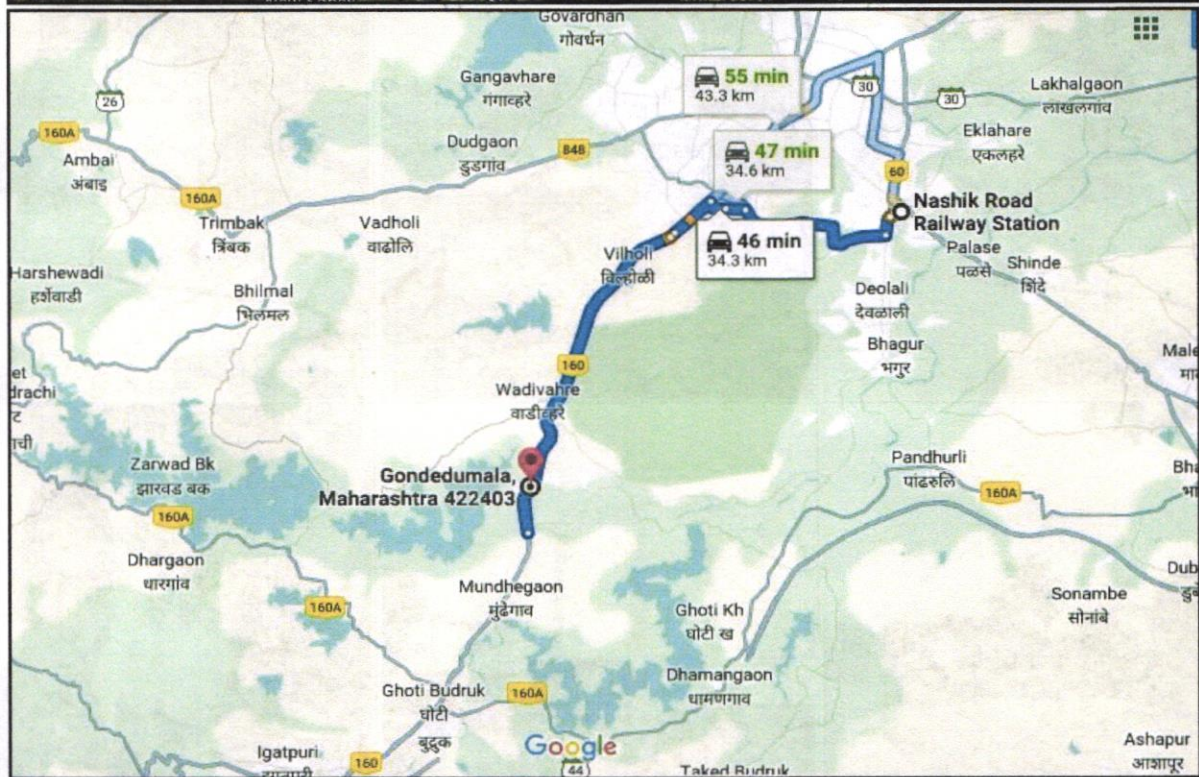 Govardhan
गोवर्धन
Gangavhare
गंगाव्हरे
55 min
43.3 km
30
30
Lakhalgaon
लाखलगांव
26
160A
Ambai
अंबाइ
Dudgaon
डुडगांव
848
47 min
34.6 km
Eklahare
एकलहरे
60
160A
Trimbak
त्रिंबक
Vadholi
वाढोलि
Nashik Road
Railway Station
46 min
34.3 km
Vilholi
विल्होळी
Palase
पळसे
Shinde
शिंदे
Harshewadi
हर्शेवाडी
Bhilmal
भिलमल
Deolali
देवळाली
Bhagur
भगुर
160
Wadivahre
वाडीव्हरे
Gondedumala,
Maharashtra 422403
Zarwad Bk
झारवड बक
160A
Pandhurli
पांढरुलि
160A
Dhargaon
धारगांव
Mundhegaon
मुंढेगाव
160A
Ghoti Kh
घोटी ख
Sonambe
सोनांबे
Dhamangaon
धामणगाव
Ghoti Budruk
घोटी
बुद्रुक
160A
Google
Igatpuri
160
44
Taked Budruk
Ashapur
आशापूर